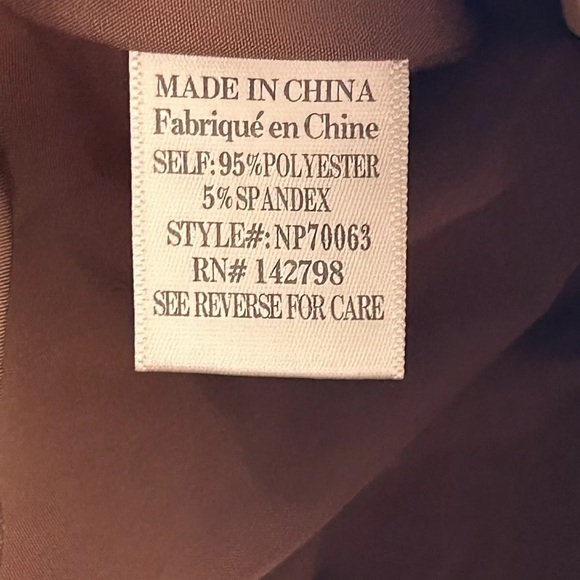 MADE IN CHINA
Fabriqué en Chine
SELF: 95%POLYESTER
5%SPANDEX
STYLE#: NP70063
RN# 142798
SEE REVERSE FOR CARE